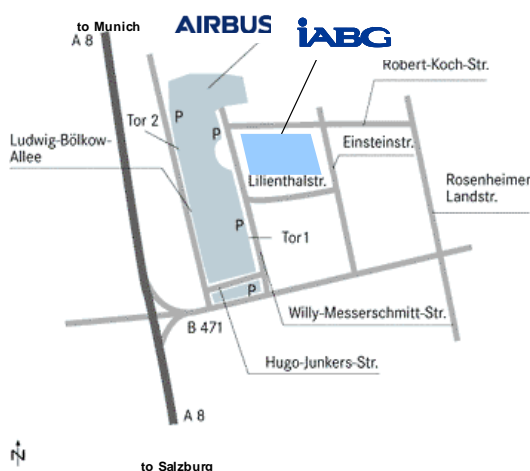 to Munich
A 8
AIRBUS
iABG
Robert-Koch-Str.
P
Tor 2
P
Einsteinstr.
Ludwig-Bölkow-
Allee
Lilienthalstr.
Rosenheimer
Landstr.
P
Tor 1
P
Willy-Messerschmitt-Str.
B 471
Hugo-Junkers-Str.
A 8
N
to Salzburg